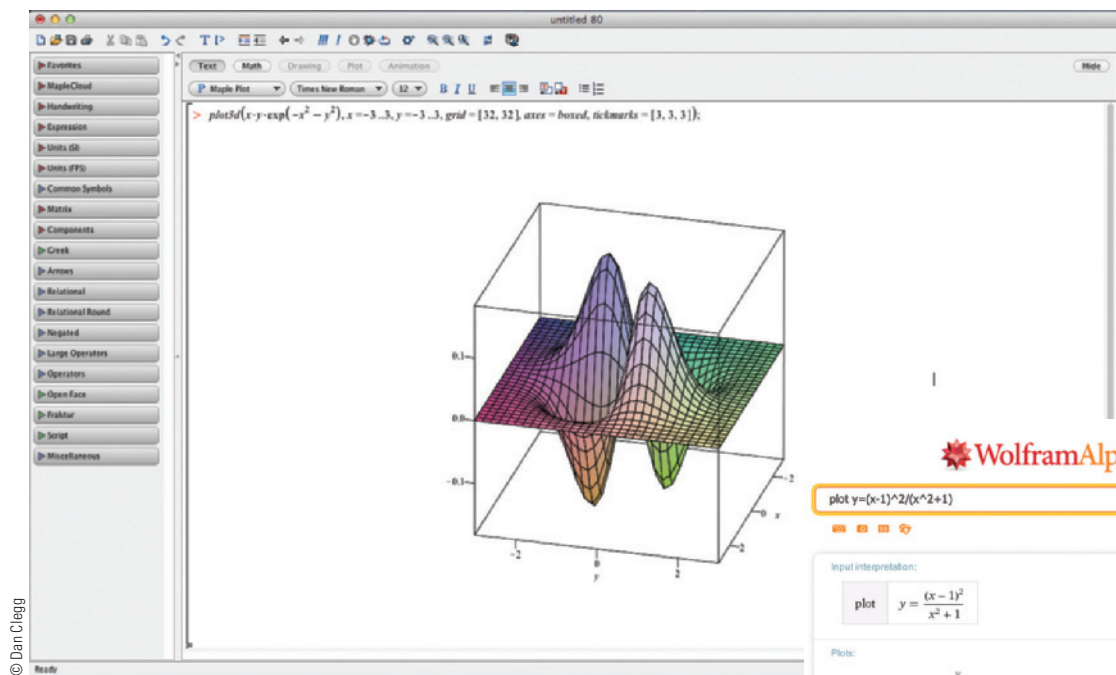 untitled 80
Text Math Drawing Plot Animation
Hide
P Maple Plot Times New Roman 12 B I U
> plot3d(x·y·exp(−x² − y²), x = −3 ..3, y = −3 ..3, grid = [32, 32], axes = boxed, tickmarks = [3, 3, 3]);
Favorites
MapleCloud
Handwriting
Expression
Units (SI)
Units (FPS)
Common Symbols
Matrix
Components
Greek
Arrows
Relational
Relational Round
Negated
Large Operators
Operators
Open Face
Fraktur
Script
Miscellaneous
0.1
0.0
−0.1
−2
0
2
y
−2
0
x
−2
WolframAlp
plot y=(x-1)^2/(x^2+1)
Input interpretation:
plot y = (x − 1)² / x² + 1
Plots:
y
Ready
© Dan Clegg